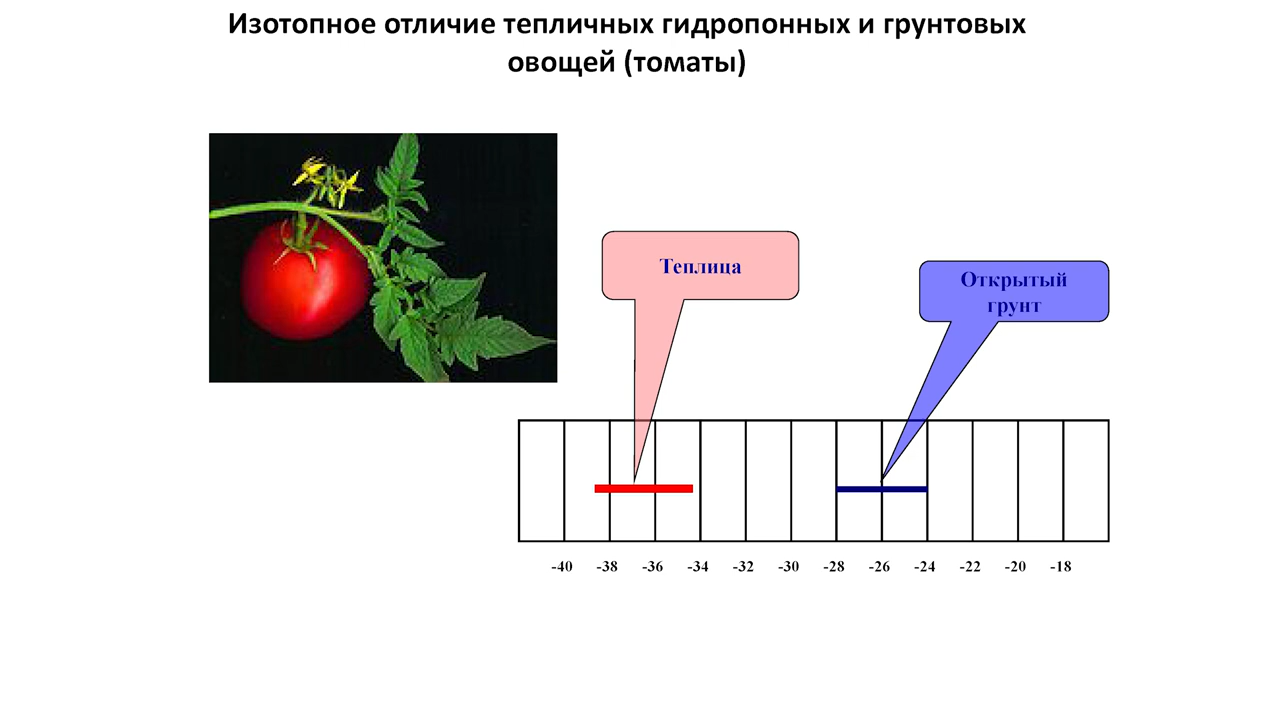 Изотопное отличие тепличных гидропонных и грунтовых
овощей (томаты)
Теплица
Открытый
грунт
-40 -38 -36 -34 -32 -30 -28 -26 -24 -22 -20 -18